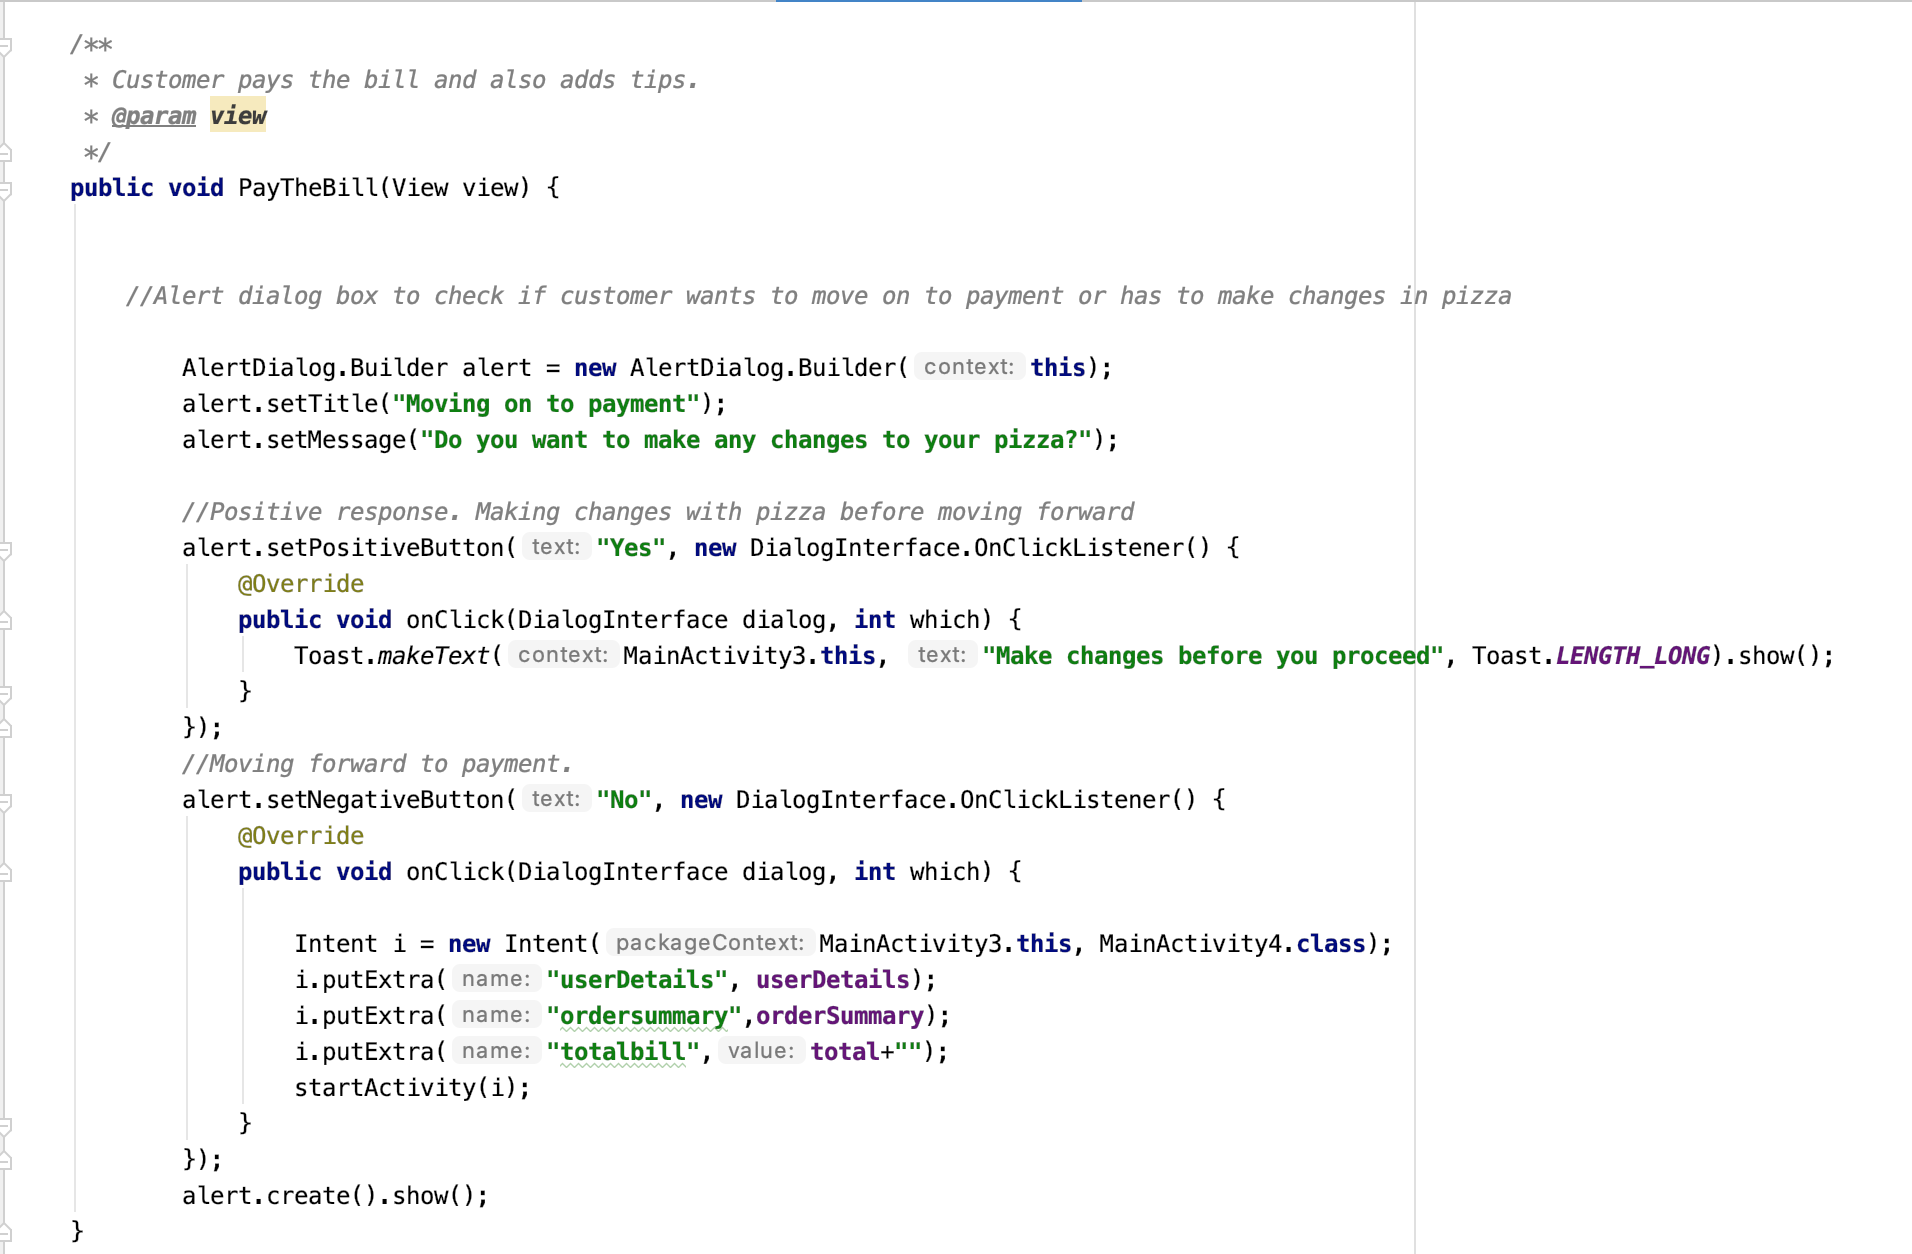 /**
* Customer pays the bill and also adds tips.
* @param view
*/
public void PayTheBill(View view) {
//Alert dialog box to check if customer wants to move on to payment or has to make changes in pizza
AlertDialog.Builder alert = new AlertDialog.Builder( context: this);
alert.setTitle("Moving on to payment");
alert.setMessage("Do you want to make any changes to your pizza?");
//Positive response. Making changes with pizza before moving forward
alert.setPositiveButton( text: "Yes", new DialogInterface.OnClickListener() {
@Override
public void onClick(DialogInterface dialog, int which) {
Toast.makeText( context: MainActivity3.this, text: "Make changes before you proceed", Toast.LENGTH_LONG).show();
}
});
//Moving forward to payment.
alert.setNegativeButton( text: "No", new DialogInterface.OnClickListener() {
@Override
public void onClick(DialogInterface dialog, int which) {
Intent i = new Intent( packageContext: MainActivity3.this, MainActivity4.class);
i.putExtra( name: "userDetails", userDetails);
i.putExtra( name: "ordersummary",orderSummary);
i.putExtra( name: "totalbill", value: total+"");
startActivity(i);
}
});
alert.create().show();
}